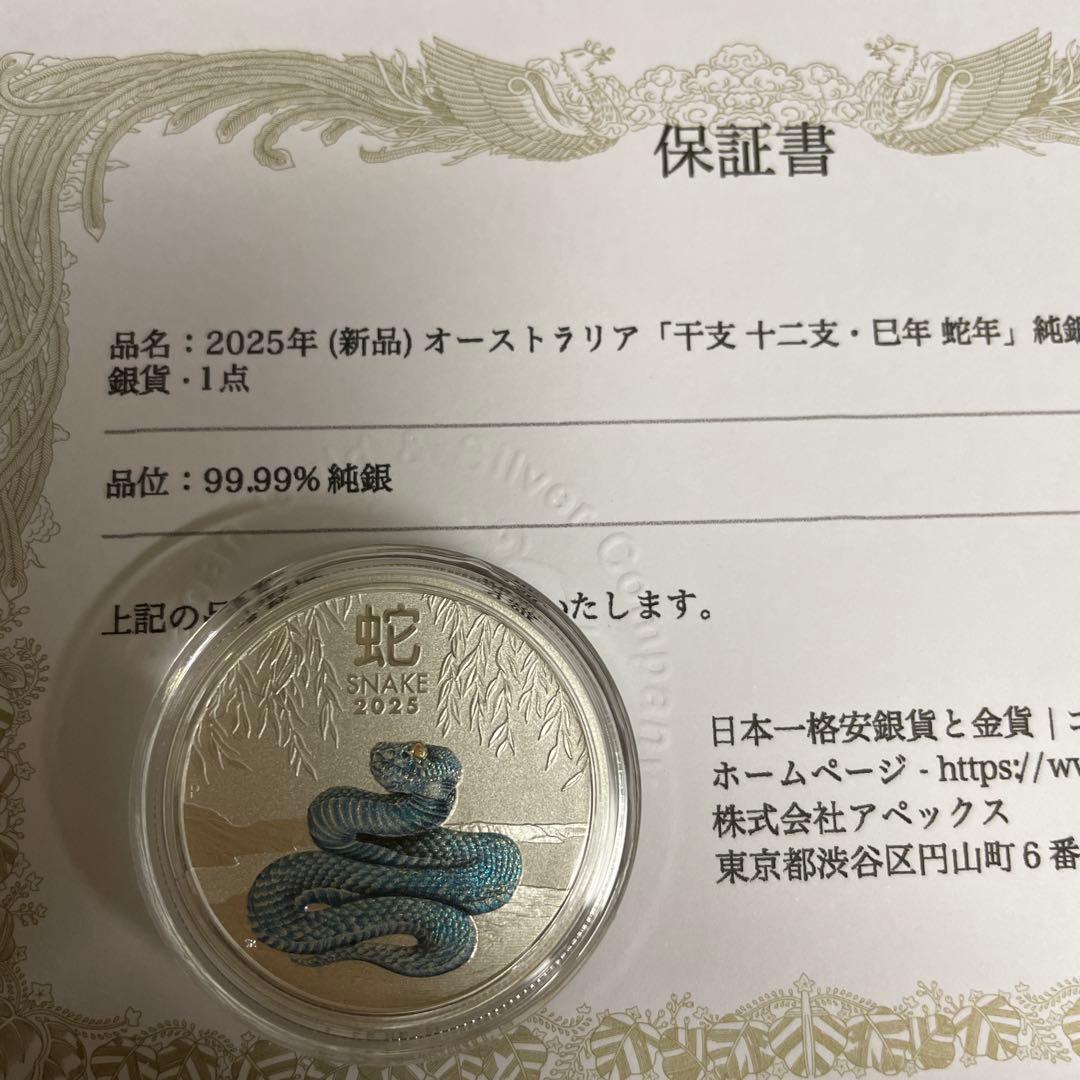 保証書
品名：2025年 (新品) オーストラリア「干支 十二支・巳年 蛇年」純銀
銀貨・1点
品位：99.99% 純銀
上記の いたします。
Silver Company
蛇
SNAKE
2025
日本一格安銀貨と金貨 |
ホームページ - https://w
株式会社アペックス
東京都渋谷区円山町６番